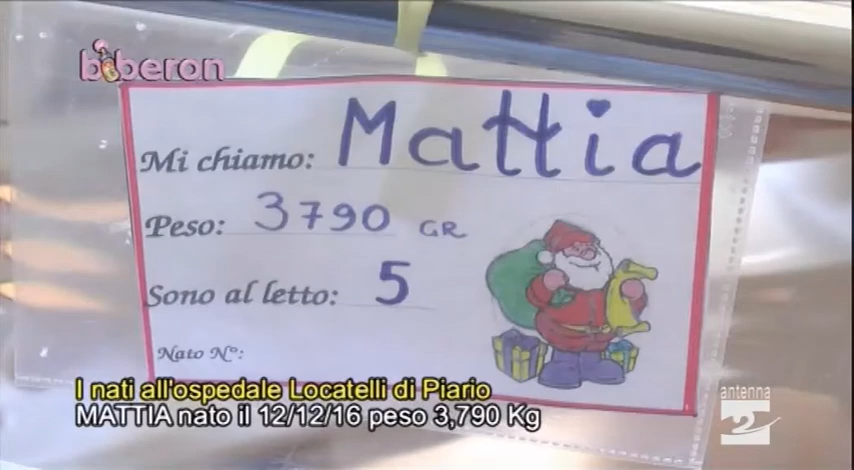 biberon
Mi chiamo: Mattia
Peso: 3790 GR
Sono al letto: 5
Nato N°:
I nati all'ospedale Locatelli di Piario
MATTIA nato il 12/12/16 peso 3,790 Kg
antenna
2